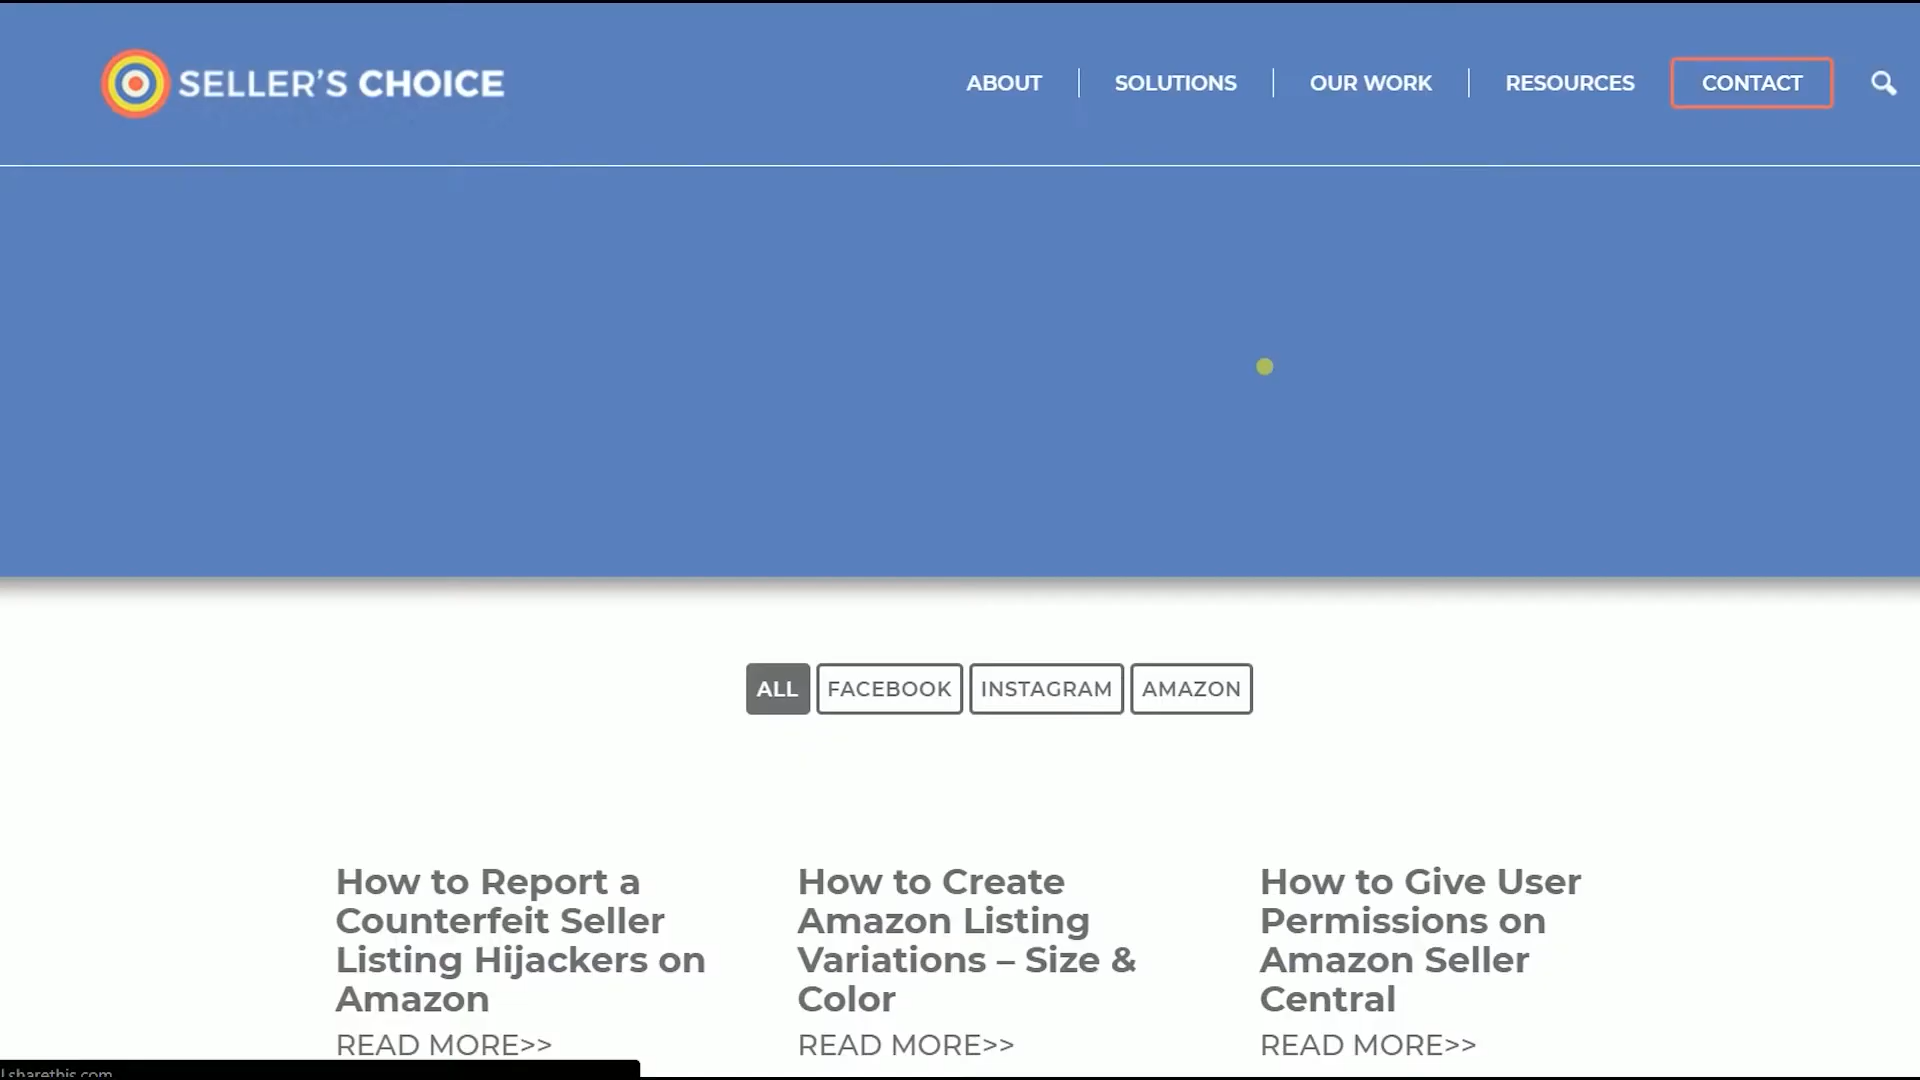 SELLER'S CHOICE
ABOUT
SOLUTIONS
OUR WORK
RESOURCES
CONTACT
ALL
FACEBOOK
INSTAGRAM
AMAZON
How to Report a
Counterfeit Seller
Listing Hijackers on
Amazon
READ MORE>>
How to Create
Amazon Listing
Variations – Size &
Color
READ MORE>>
How to Give User
Permissions on
Amazon Seller
Central
READ MORE>>
l.sharethis.com